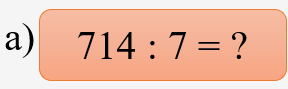 a) 714 : 7 = ?